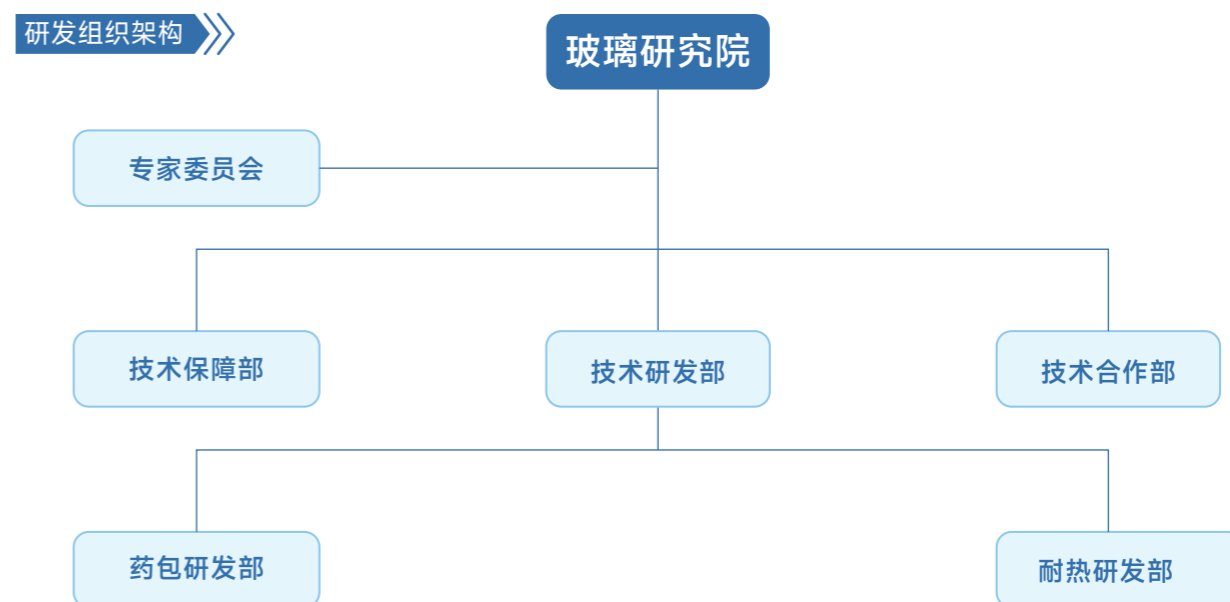 研发组织架构
玻璃研究院
专家委员会
技术保障部
技术研发部
技术合作部
药包研发部
耐热研发部